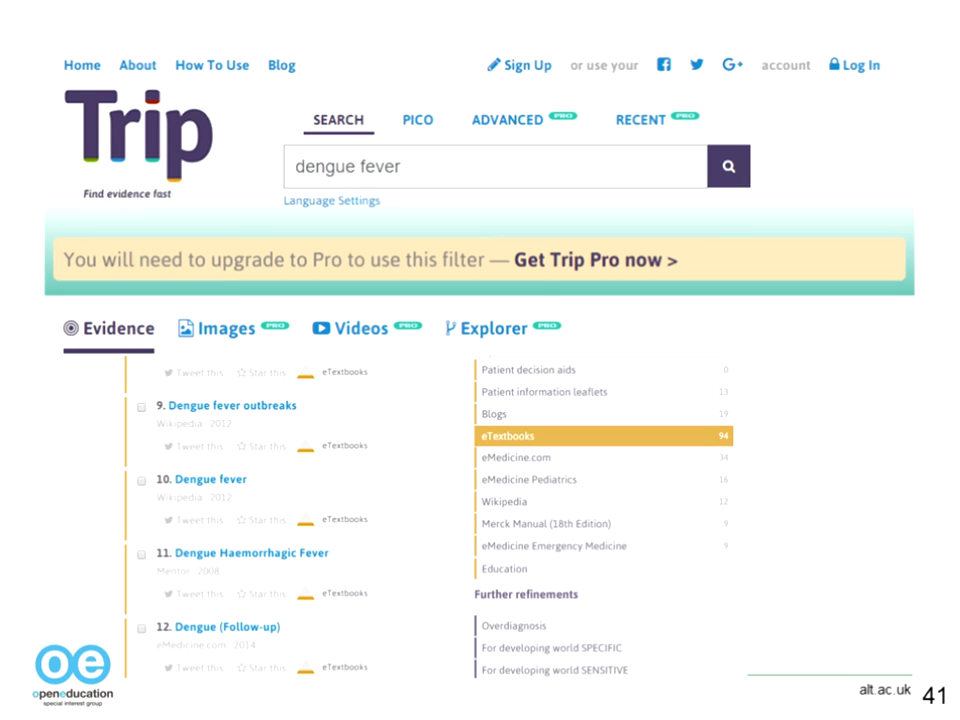 Home About How To Use Blog
Sign Up or use your account Log In
Trip
Find evidence fast
SEARCH PICO ADVANCED PRO RECENT PRO
dengue fever
Language Settings
You will need to upgrade to Pro to use this filter — Get Trip Pro now >
Evidence Images PRO Videos PRO Explorer PRO
Tweet this Star this eTextbooks
9. Dengue fever outbreaks
Wikipedia 2012
Tweet this Star this eTextbooks
10. Dengue fever
Wikipedia 2012
Tweet this Star this eTextbooks
11. Dengue Haemorrhagic Fever
Mentor 2008
Tweet this Star this eTextbooks
12. Dengue (Follow-up)
eMedicine.com 2014
Tweet this Star this eTextbooks
Patient decision aids 0
Patient information leaflets 13
Blogs 19
eTextbooks 94
eMedicine.com 34
eMedicine Pediatrics 16
Wikipedia 12
Merck Manual (18th Edition) 9
eMedicine Emergency Medicine 9
Education
Further refinements
Overdiagnosis
For developing world SPECIFIC
For developing world SENSITIVE
oe
openeducation
special interest group
alt.ac.uk 41